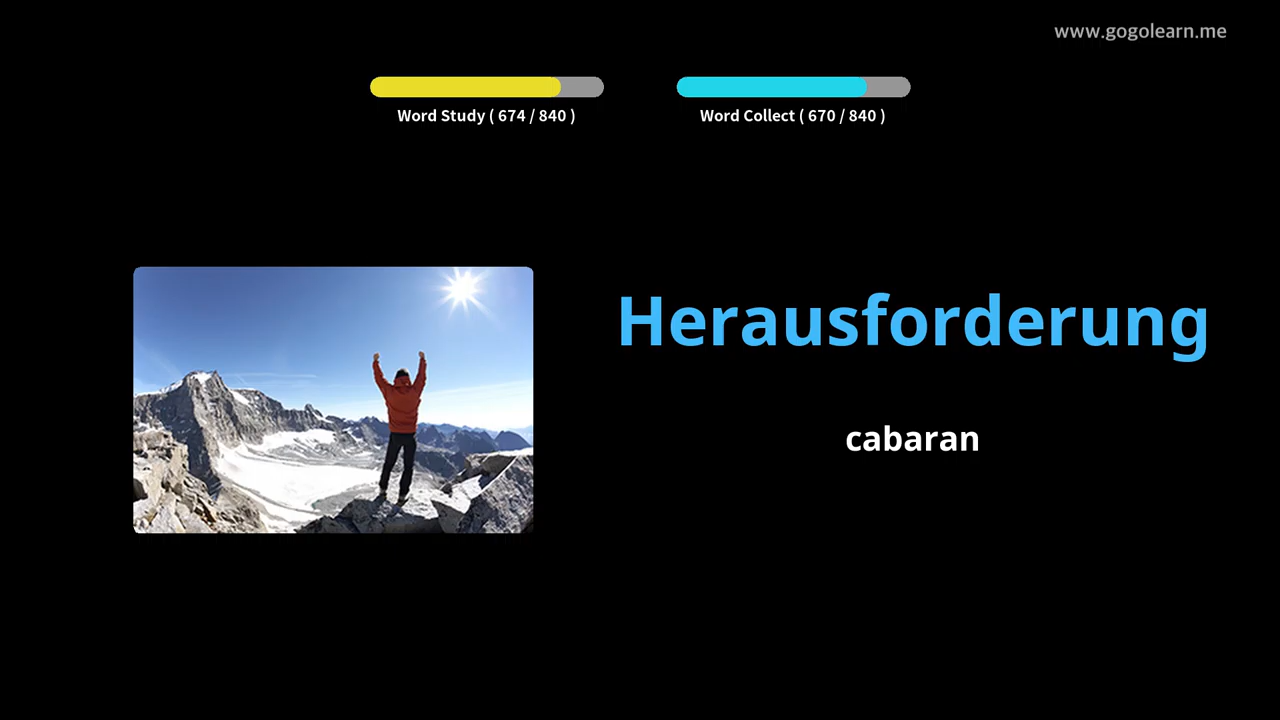 www.gogolearn.me
Word Study ( 674 / 840 )
Word Collect ( 670 / 840 )
Herausforderung
cabaran